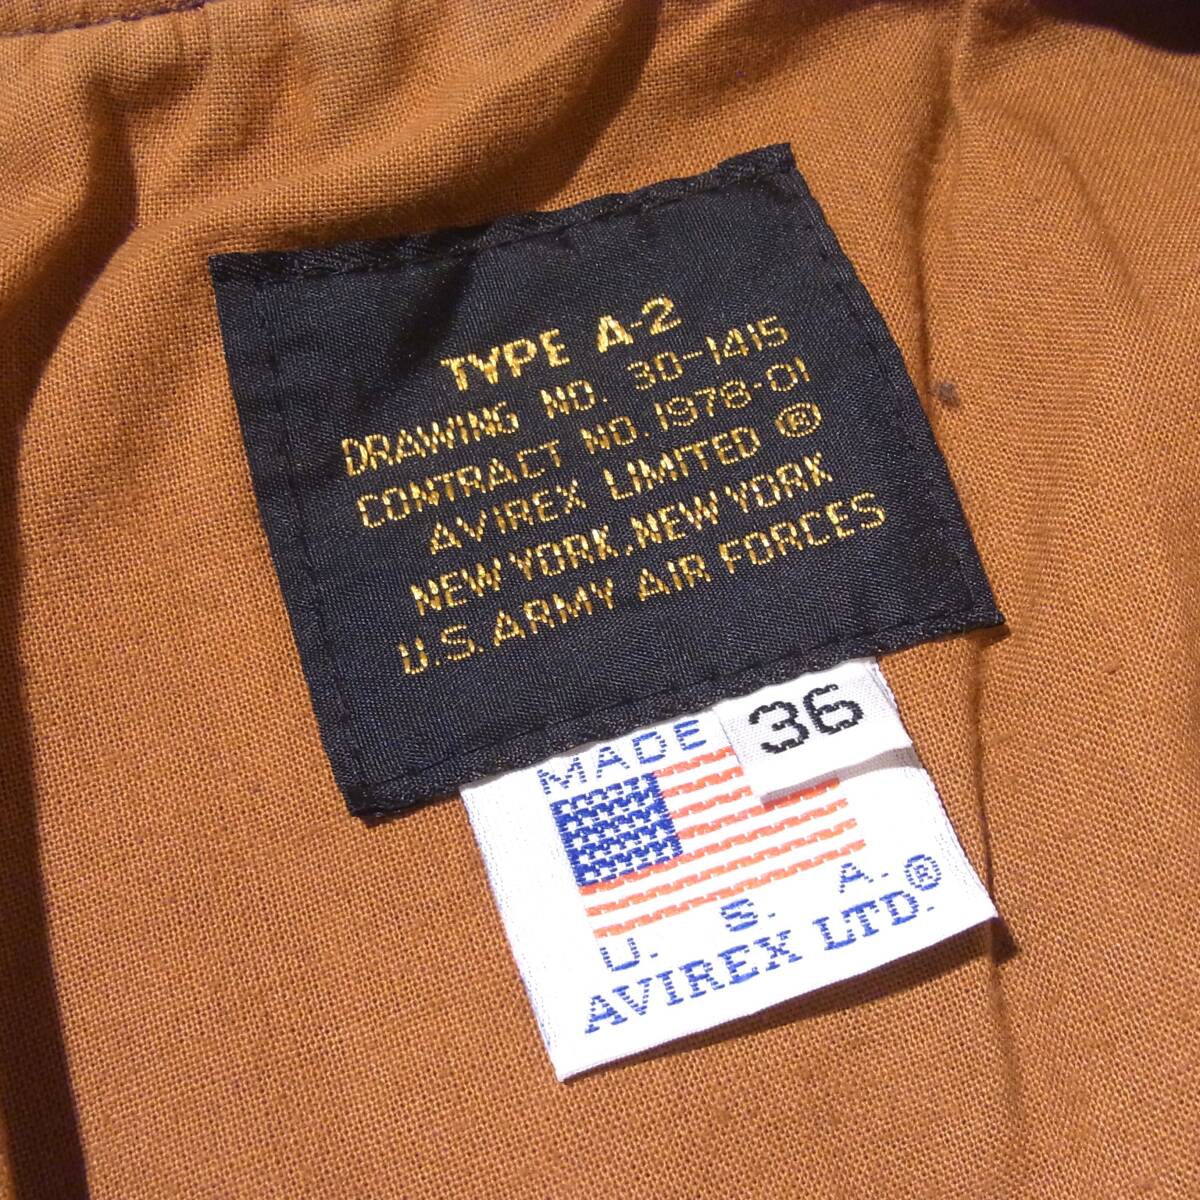 TYPE A-2
DRAWING NO. 30-1415
CONTRACT NO. 1978-01
AVIREX LIMITED ®
NEW YORK, NEW YORK
U.S. ARMY AIR FORCES
36
MADE
U. S. A.
AVIREX LTD.®